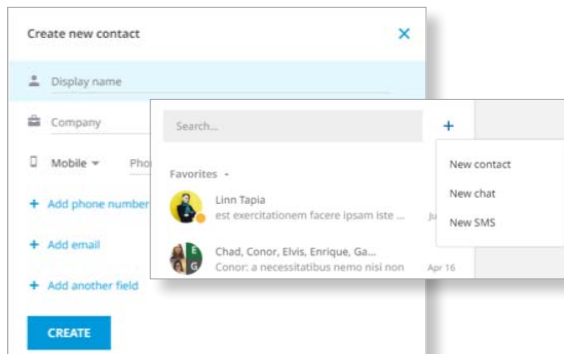 Create new contact
Display name
Company
Mobile
+ Add phone number
+ Add email
+ Add another field
CREATE
Search...
Favorites
Linn Tapia
est exercitationem facere ipsam iste ...
Chad, Conor, Elvis, Enrique, Ga...
Conor: a necessitatibus nemo nisi non Apr 16
E
G
New contact
New chat
New SMS